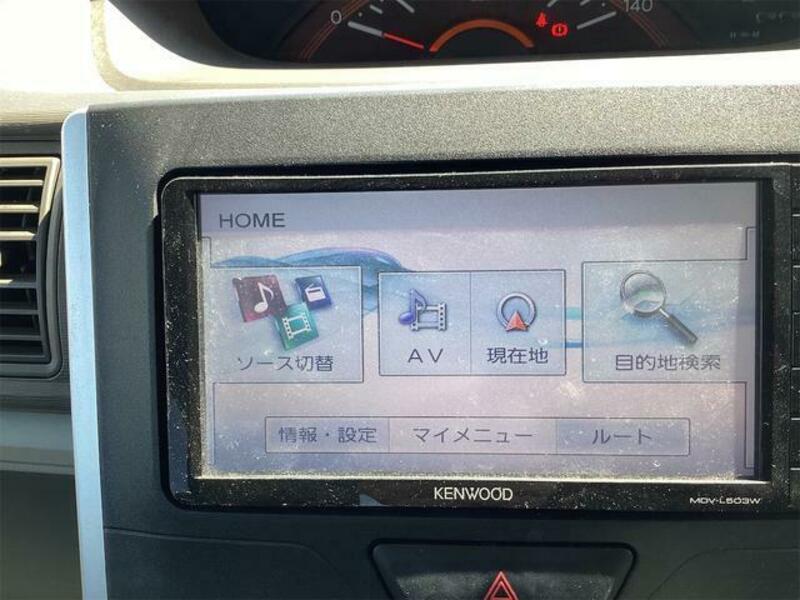 0
140
HOME
ソース切替
AV
現在地
目的地検索
情報・設定
マイメニュー
ルート
KENWOOD
MDV-L503W